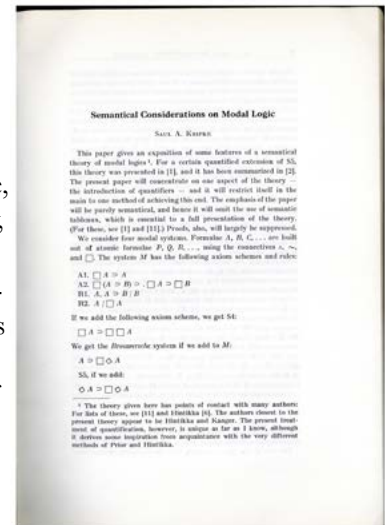 Semantical Considerations on Modal Logic
SAUL A. KRIPKE
This paper gives an exposition of some features of a semantical
theory of modal logics ¹. For a certain quantified extension of S5,
this theory was presented in [1], and it has been summarized in [2].
The present paper will concentrate on one aspect of the theory —
the introduction of quantifiers — and it will restrict itself in the
main to one method of achieving this end. The emphasis of the paper
will be purely semantical, and hence it will omit the use of semantic
tableaux, which is essential to a full presentation of the theory.
(For these, see [1] and [11].) Proofs, also, will largely be suppressed.
We consider four modal systems. Formulae A, B, C, ... are built
out of atomic formulae P, Q, R, ..., using the connectives ∧, ~,
and □. The system M has the following axiom schemes and rules:
A1. □ A ⊃ A
A2. □ (A ⊃ B) ⊃ . □ A ⊃ □ B
R1. A, A ⊃ B / B
R2. A / □ A
If we add the following axiom scheme, we get S4:
□ A ⊃ □ □ A
We get the Brouwersche system if we add to M:
A ⊃ □ ◇ A
S5, if we add:
◇ A ⊃ □ ◇ A
¹ The theory given here has points of contact with many authors:
For lists of these, see [11] and Hintikka [6]. The authors closest to the
present theory appear to be Hintikka and Kanger. The present treat-
ment of quantification, however, is unique as far as I know, although
it derives some inspiration from acquaintance with the very different
methods of Prior and Hintikka.